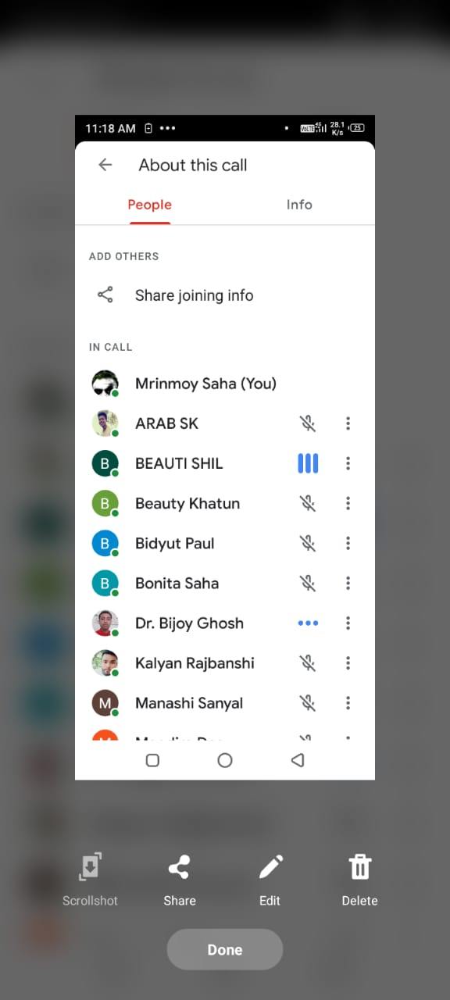 11:18 AM
VoLTE 4G 28.1 K/s 25
About this call
People Info
ADD OTHERS
Share joining info
IN CALL
Mrinmoy Saha (You)
ARAB SK
B BEAUTI SHIL
B Beauty Khatun
B Bidyut Paul
B Bonita Saha
Dr. Bijoy Ghosh
Kalyan Rajbanshi
M Manashi Sanyal
Scrollshot Share Edit Delete
Done